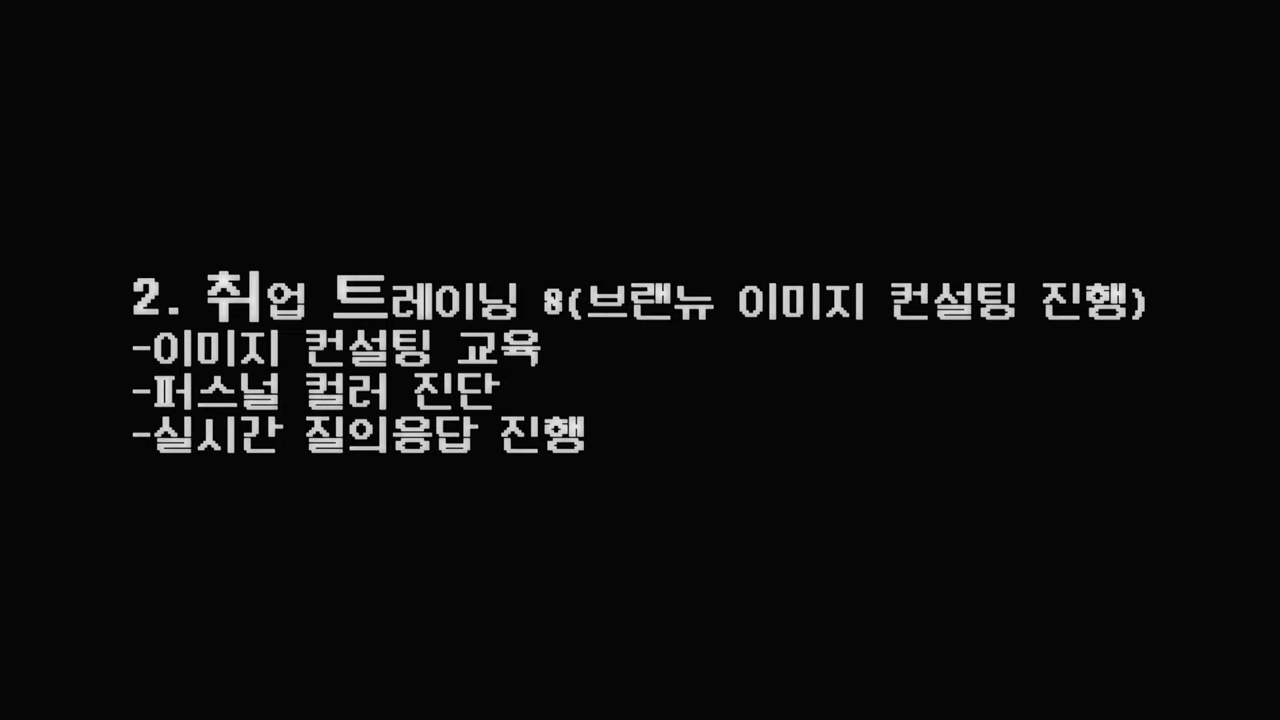 2. 취업 트레이닝 8(브랜뉴 이미지 컨설팅 진행)
-이미지 컨설팅 교육
-퍼스널 컬러 진단
-실시간 질의응답 진행